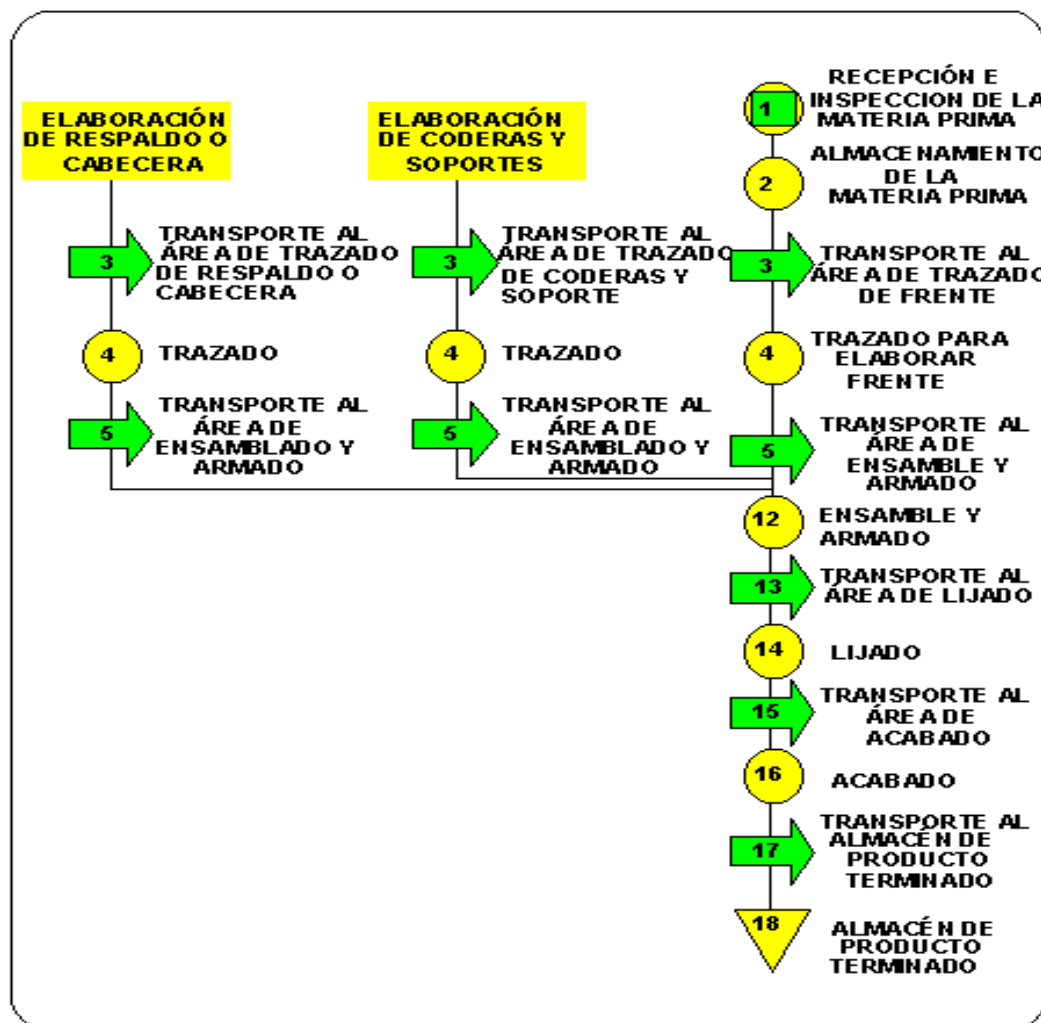 ELABORACIÓN
DE RESPALDO O
CABECERA
3
TRANSPORTE AL
ÁREA DE TRAZADO
DE RESPALDO O
CABECERA
4
TRAZADO
5
TRANSPORTE AL
ÁREA DE
ENSAMBLADO Y
ARMADO
ELABORACIÓN
DE CODERAS Y
SOPORTES
3
TRANSPORTE AL
ÁREA DE TRAZADO
DE CODERAS Y
SOPORTE
4
TRAZADO
5
TRANSPORTE AL
ÁREA DE
ENSAMBLADO Y
ARMADO
1
RECEPCIÓN E
INSPECCION DE LA
MATERIA PRIMA
2
ALMACENAMIENTO
DE LA
MATERIA PRIMA
3
TRANSPORTE AL
ÁREA DE TRAZADO
DE FRENTE
4
TRAZADO PARA
ELABORAR
FRENTE
5
TRANSPORTE AL
ÁREA DE
ENSAMBLE Y
ARMADO
12
ENSAMBLE Y
ARMADO
13
TRANSPORTE AL
ÁREA DE LIJADO
14
LIJADO
15
TRANSPORTE AL
ÁREA DE
ACABADO
16
ACABADO
17
TRANSPORTE AL
ALMACÉN DE
PRODUCTO
TERMINADO
18
ALMACÉN DE
PRODUCTO
TERMINADO